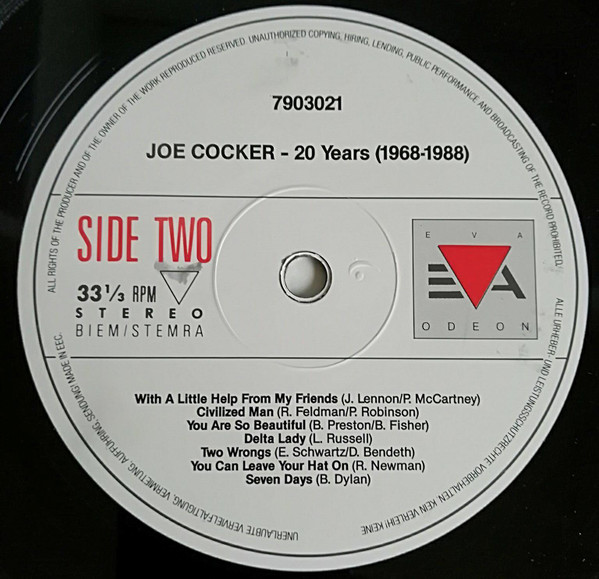 ALL RIGHTS OF THE PRODUCER AND OF THE OWNER OF THE WORK REPRODUCED RESERVED. UNAUTHORIZED COPYING, HIRING, LENDING, PUBLIC PERFORMANCE AND BROADCASTING OF THE RECORD PROHIBITED.
7903021
JOE COCKER - 20 Years (1968-1988)
SIDE TWO
33 1/3 RPM
STEREO
BIEM/STEMRA
EVA
EVA
ODEON
With A Little Help From My Friends (J. Lennon/P. McCartney)
Civilized Man (R. Feldman/P. Robinson)
You Are So Beautiful (B. Preston/B. Fisher)
Delta Lady (L. Russell)
Two Wrongs (E. Schwartz/D. Bendeth)
You Can Leave Your Hat On (R. Newman)
Seven Days (B. Dylan)
ALLE URHEBER- UND LEISTUNGSSCHUTZRECHTE VORBEHALTEN. KEIN VERLEIH! KEINE
UNERLAUBTE VERVIELFÄLTIGUNG, VERMIETUNG, AUFFÜHRUNG, SENDUNG! MADE IN EEC.